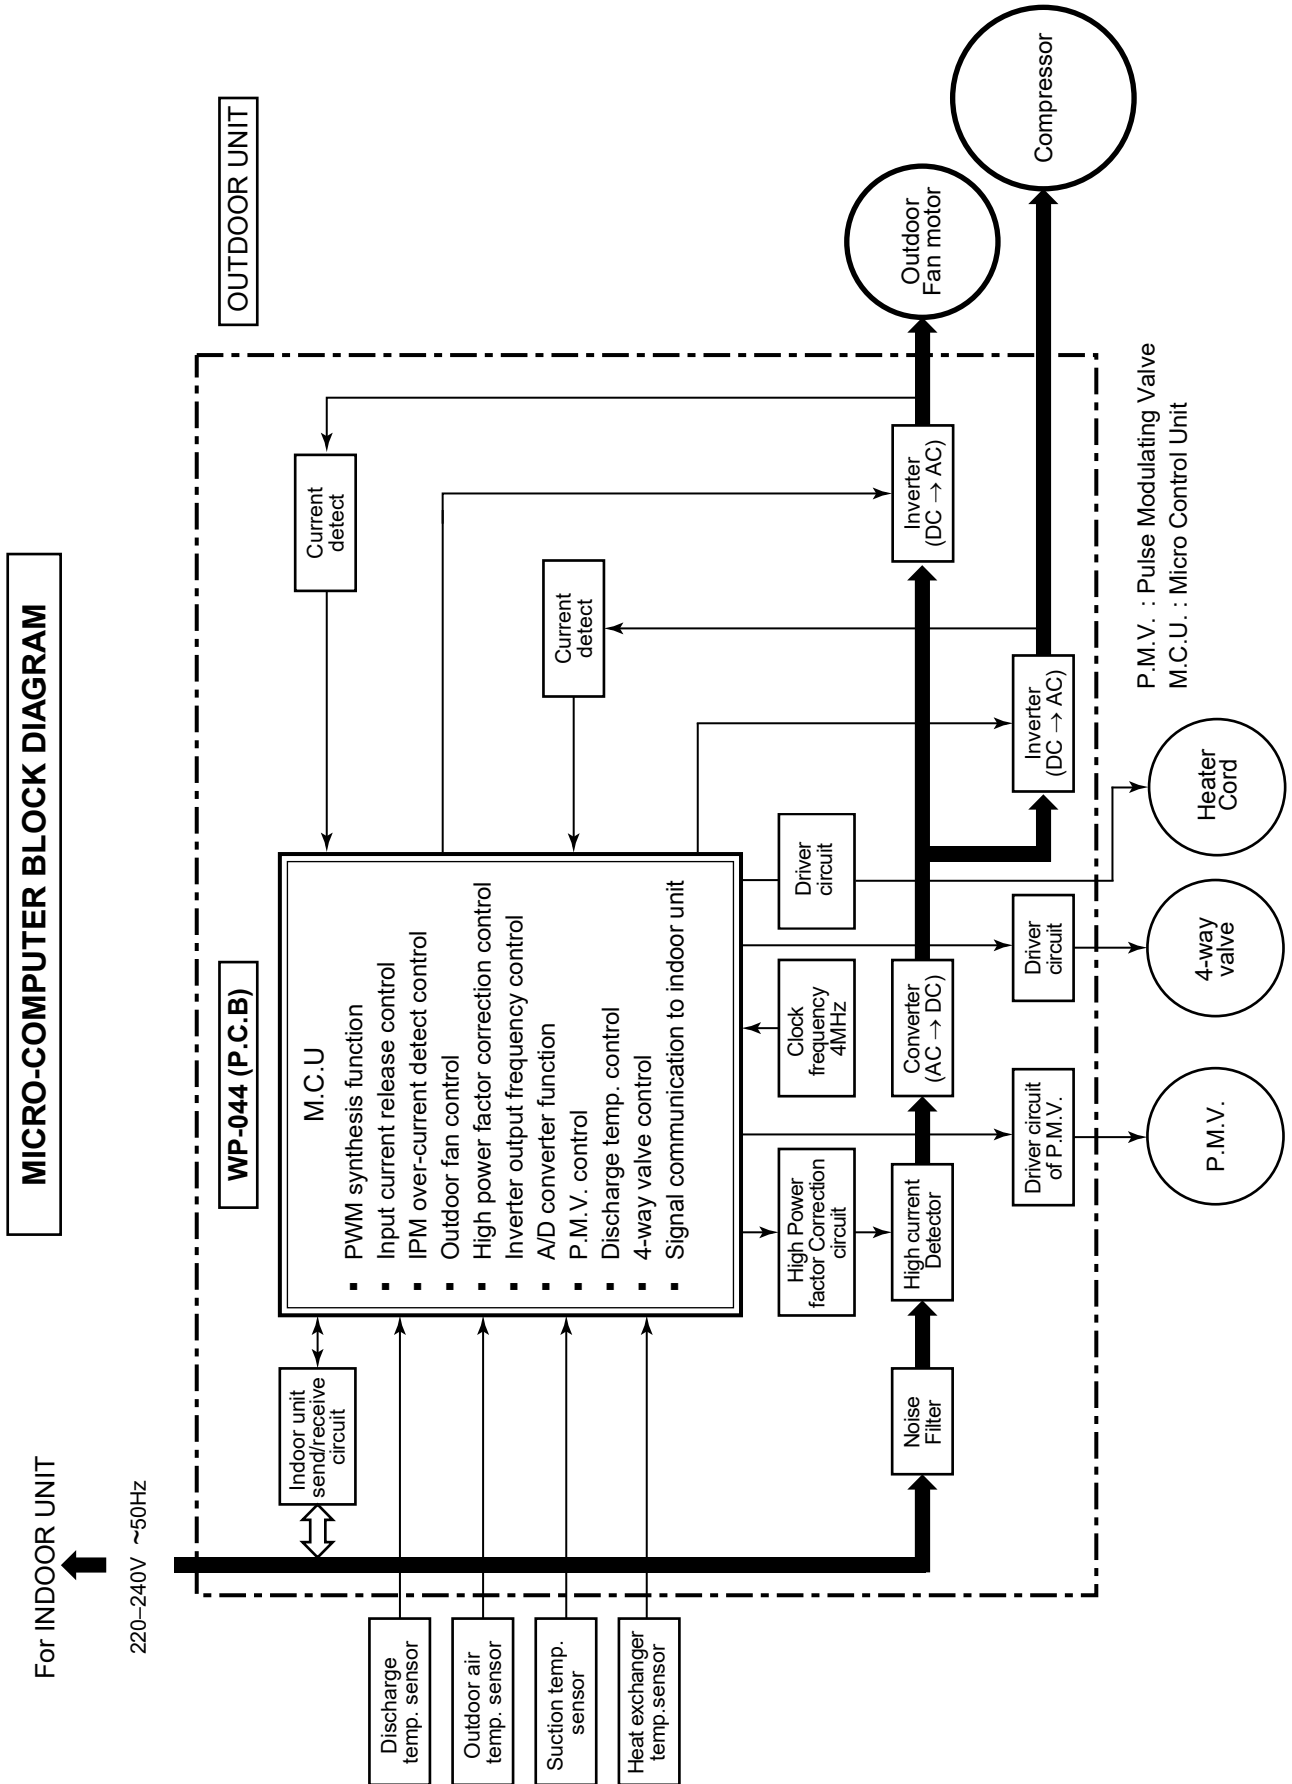 MICRO-COMPUTER BLOCK DIAGRAM
For INDOOR UNIT
220–240V ~50Hz
WP-044 (P.C.B)
OUTDOOR UNIT
Indoor unit
send/receive
circuit
M.C.U
▪ PWM synthesis function
▪ Input current release control
▪ IPM over-current detect control
▪ Outdoor fan control
▪ High power factor correction control
▪ Inverter output frequency control
▪ A/D converter function
▪ P.M.V. control
▪ Discharge temp. control
▪ 4-way valve control
▪ Signal communication to indoor unit
Current
detect
Current
detect
Discharge
temp. sensor
Outdoor air
temp. sensor
Suction temp.
sensor
Heat exchanger
temp.sensor
High Power
factor Correction
circuit
Clock
frequency
4MHz
Driver
circuit
Noise
Filter
High current
Detector
Converter
(AC → DC)
Inverter
(DC → AC)
Outdoor
Fan motor
Driver circuit
of P.M.V.
Driver
circuit
Inverter
(DC → AC)
Compressor
P.M.V.
4-way
valve
Heater
Cord
P.M.V. : Pulse Modulating Valve
M.C.U. : Micro Control Unit